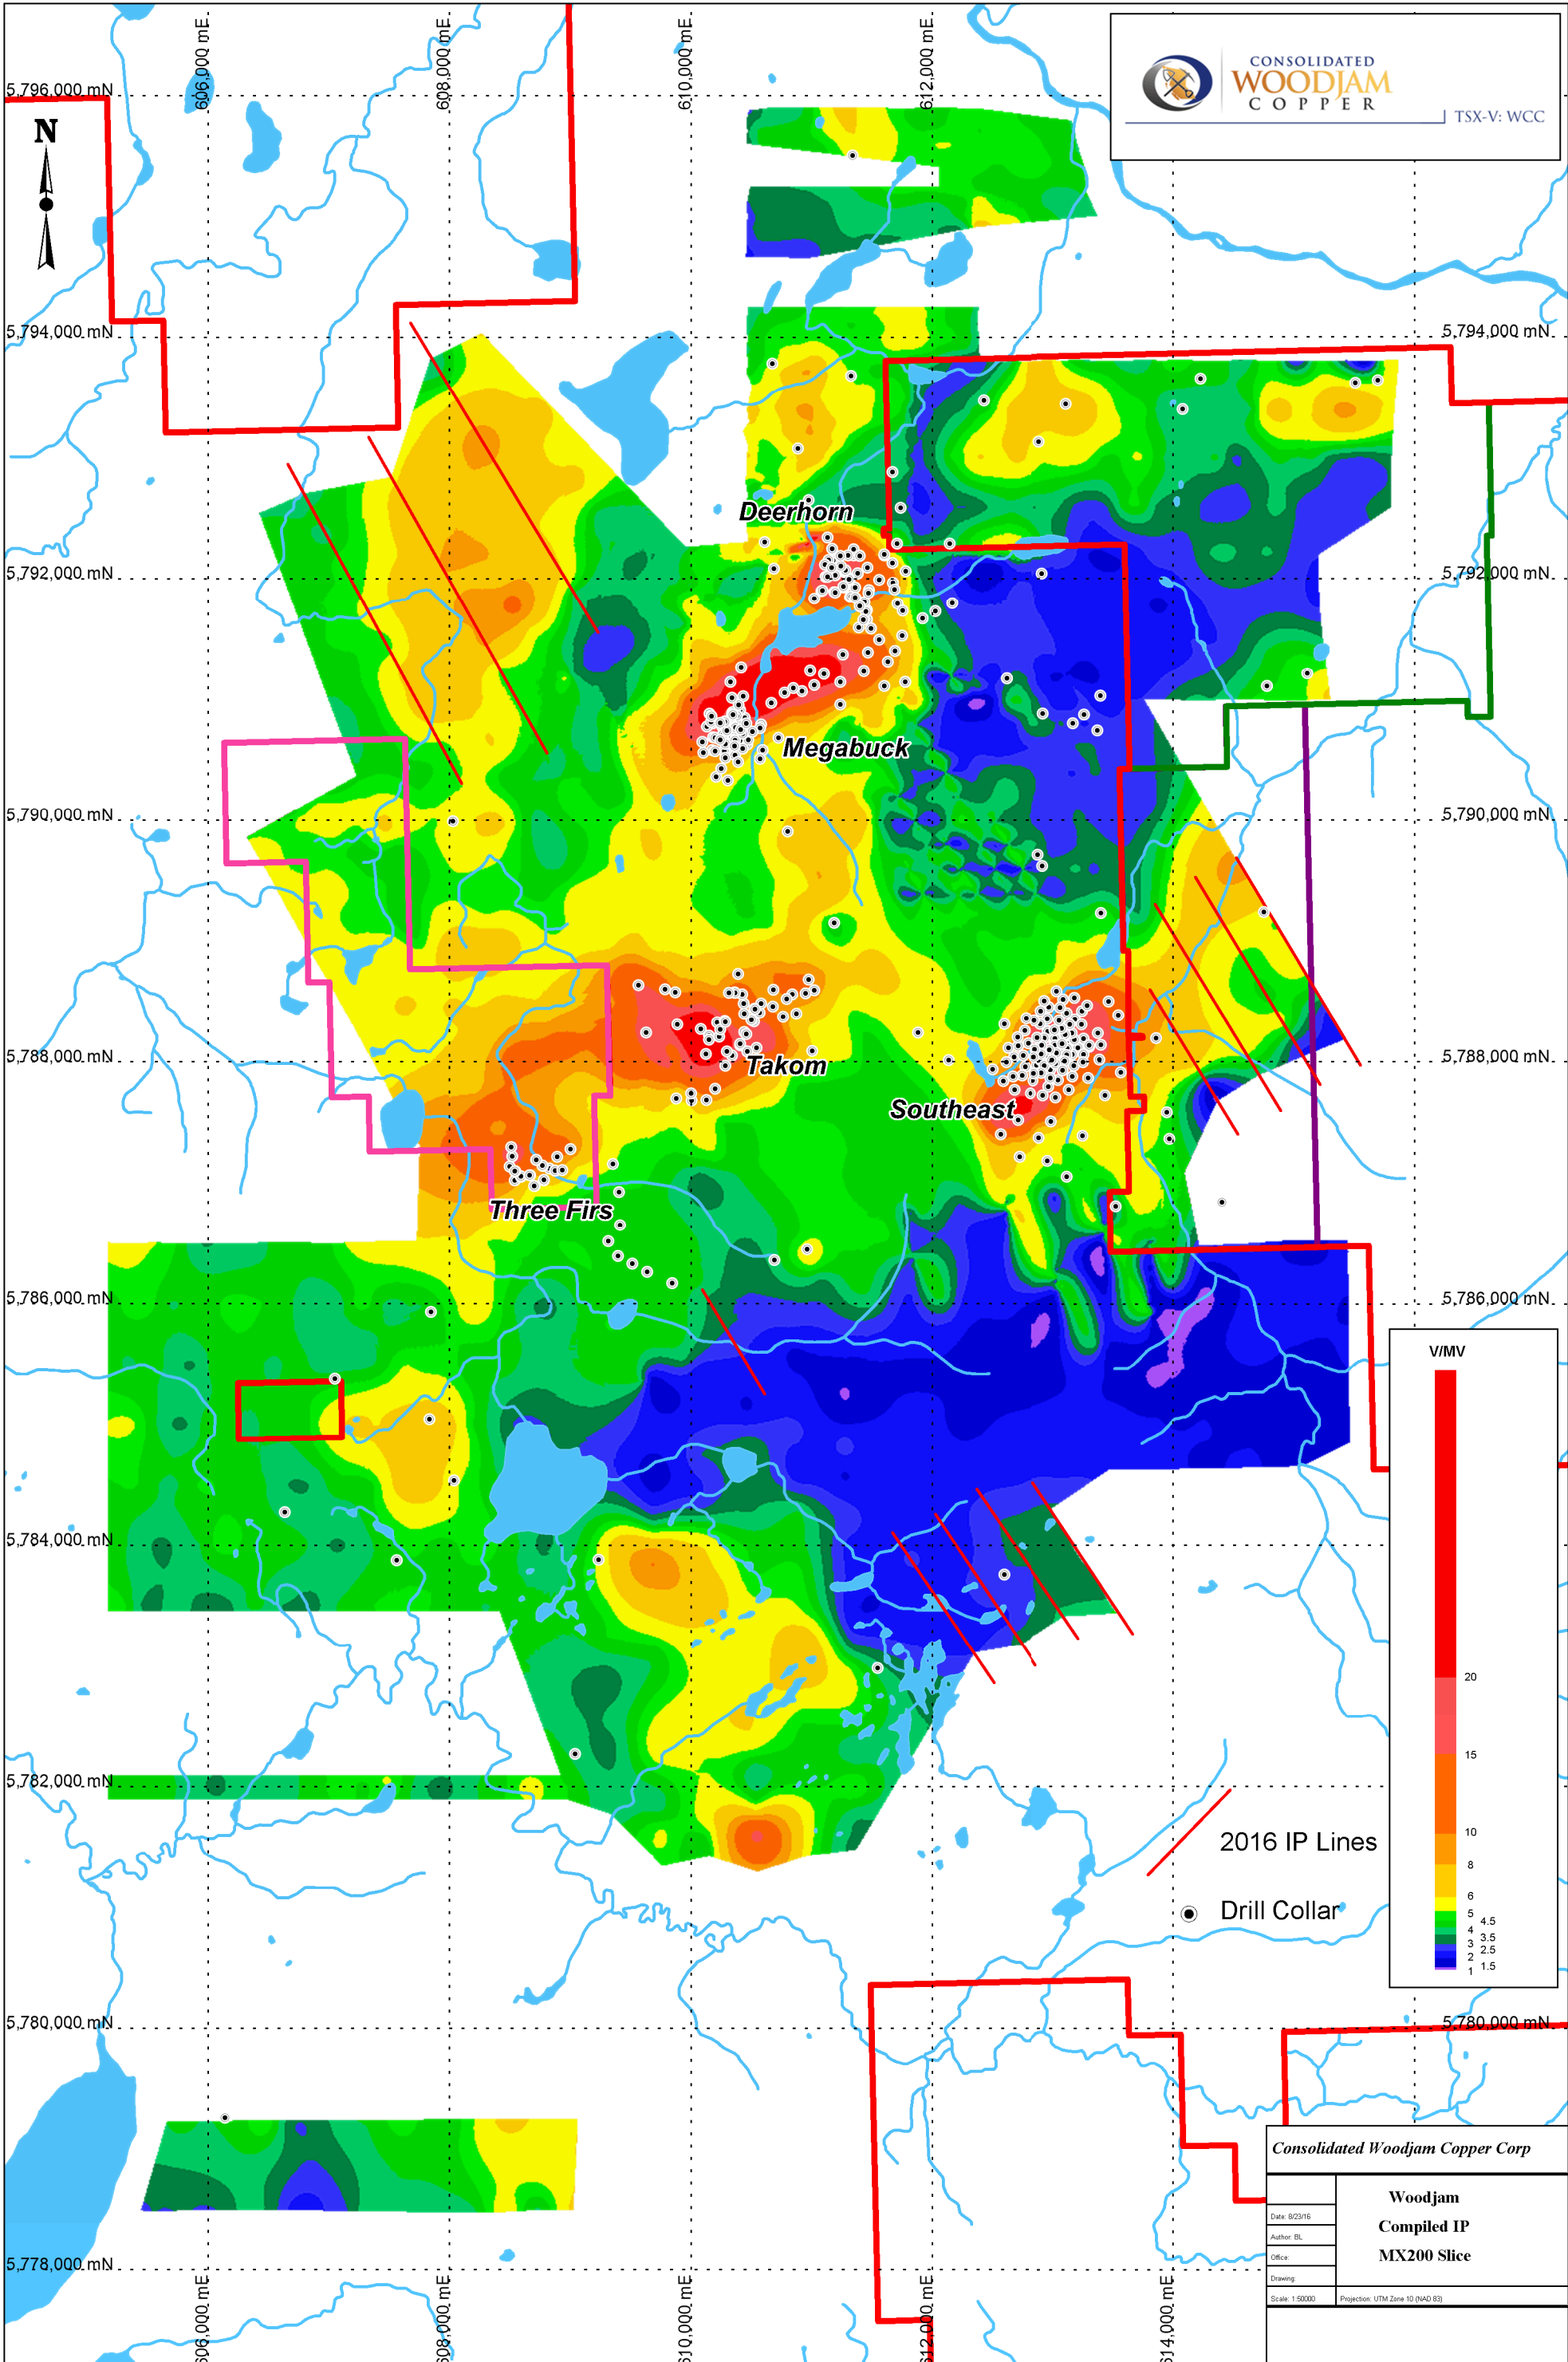 606,000 mE
608,000 mE
610,000 mE
612,000 mE
CONSOLIDATED
WOODJAM
COPPER
TSX-V: WCC
5,796,000 mN
N
5,794,000 mN
5,794,000 mN
Deerhorn
5,792,000 mN
5,792,000 mN
Megabuck
5,790,000 mN
5,790,000 mN
5,788,000 mN
5,788,000 mN
Takom
Southeast
Three Firs
5,786,000 mN
5,786,000 mN
V/MV
20
15
10
8
6
5
4.5
4
3.5
3
2.5
2
1.5
1
5,784,000 mN
5,782,000 mN
2016 IP Lines
Drill Collar
5,780,000 mN
5,780,000 mN
Consolidated Woodjam Copper Corp
Woodjam
Compiled IP
MX200 Slice
Date: 8/23/16
Author: BL
Office:
Drawing:
Scale: 1:50000
Projection: UTM Zone 10 (NAD 83)
5,778,000 mN
606,000 mE
608,000 mE
610,000 mE
612,000 mE
614,000 mE